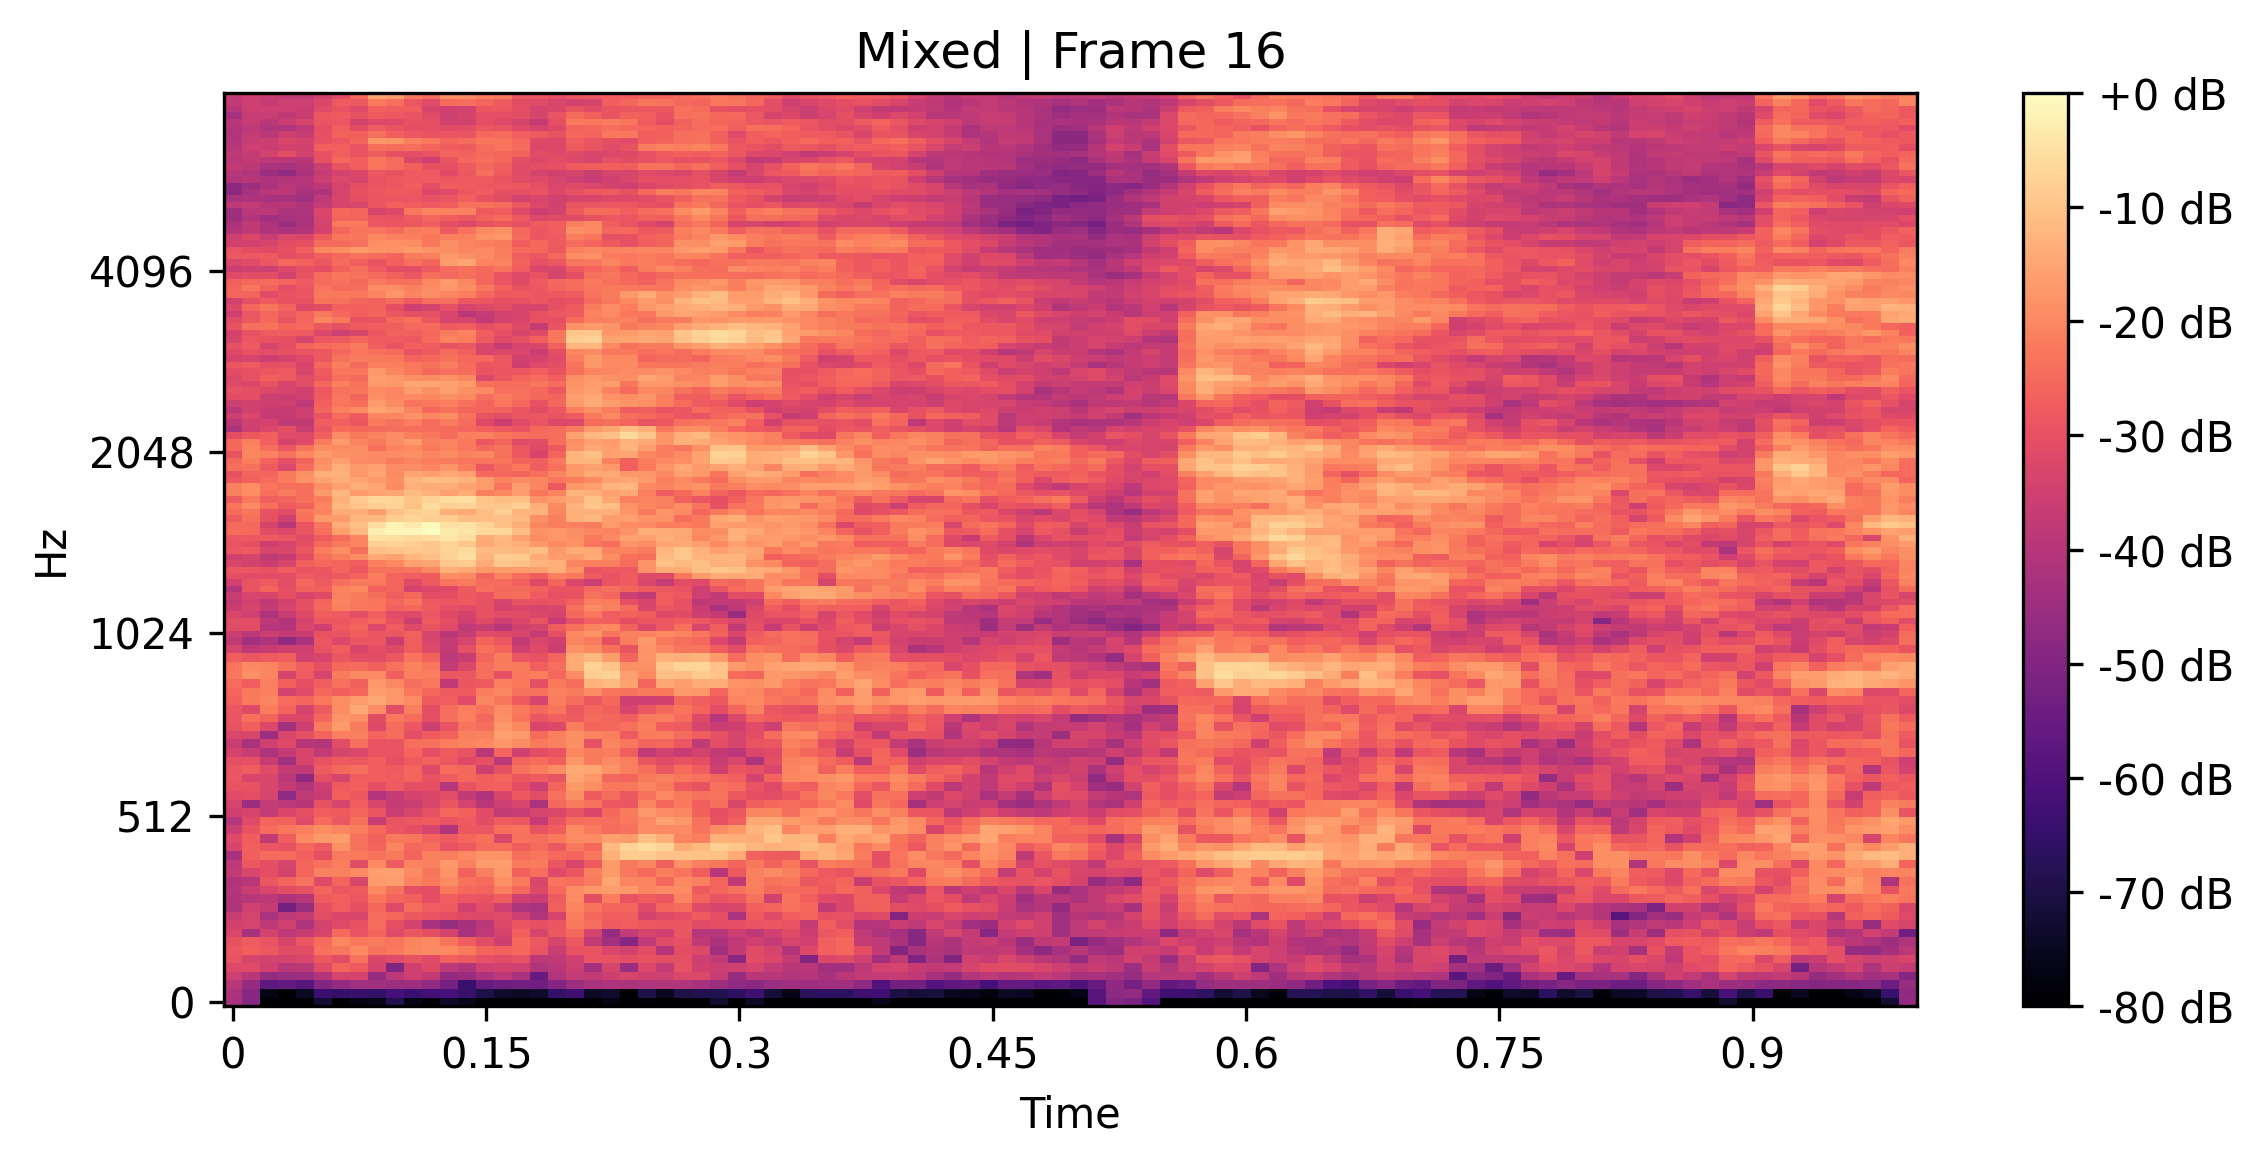 Mixed | Frame 16
+0 dB
-10 dB
-20 dB
-30 dB
-40 dB
-50 dB
-60 dB
-70 dB
-80 dB
Hz
4096
2048
1024
512
0
0 0.15 0.3 0.45 0.6 0.75 0.9
Time